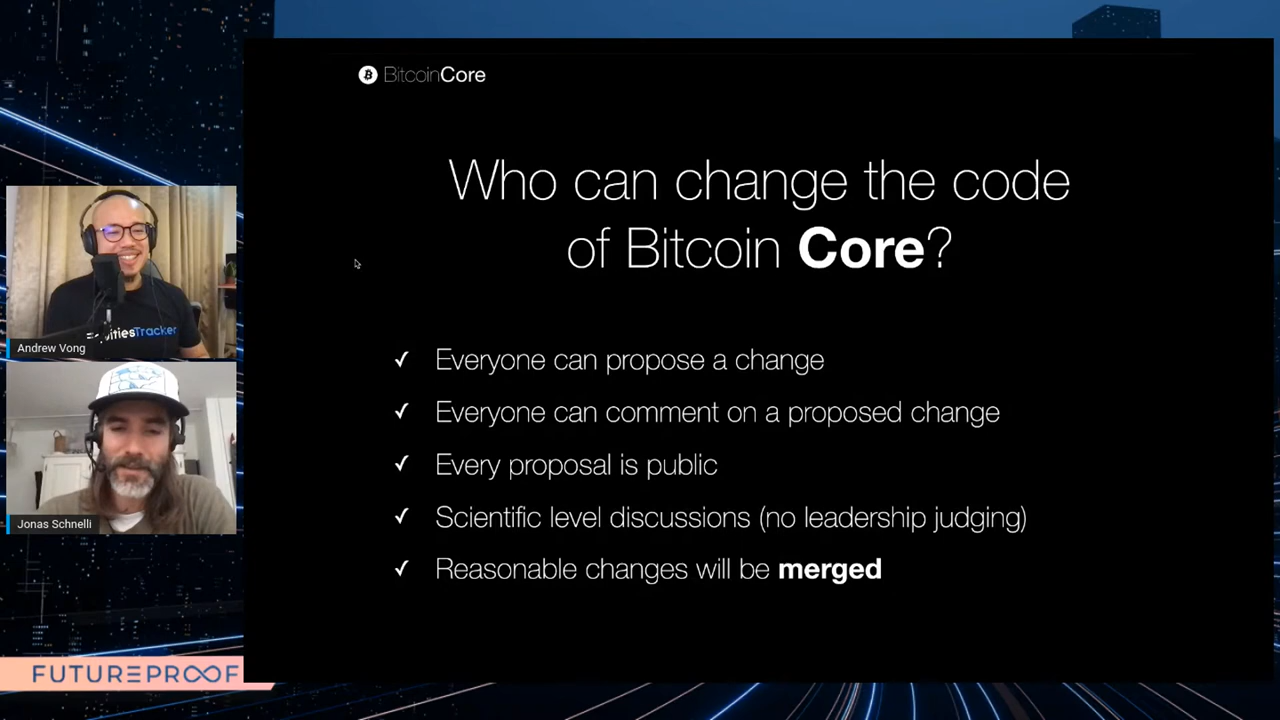 BitcoinCore
Who can change the code
of Bitcoin Core?
✓ Everyone can propose a change
✓ Everyone can comment on a proposed change
✓ Every proposal is public
✓ Scientific level discussions (no leadership judging)
✓ Reasonable changes will be merged
Andrew Vong
Jonas Schnelli
FUTUREPROOF